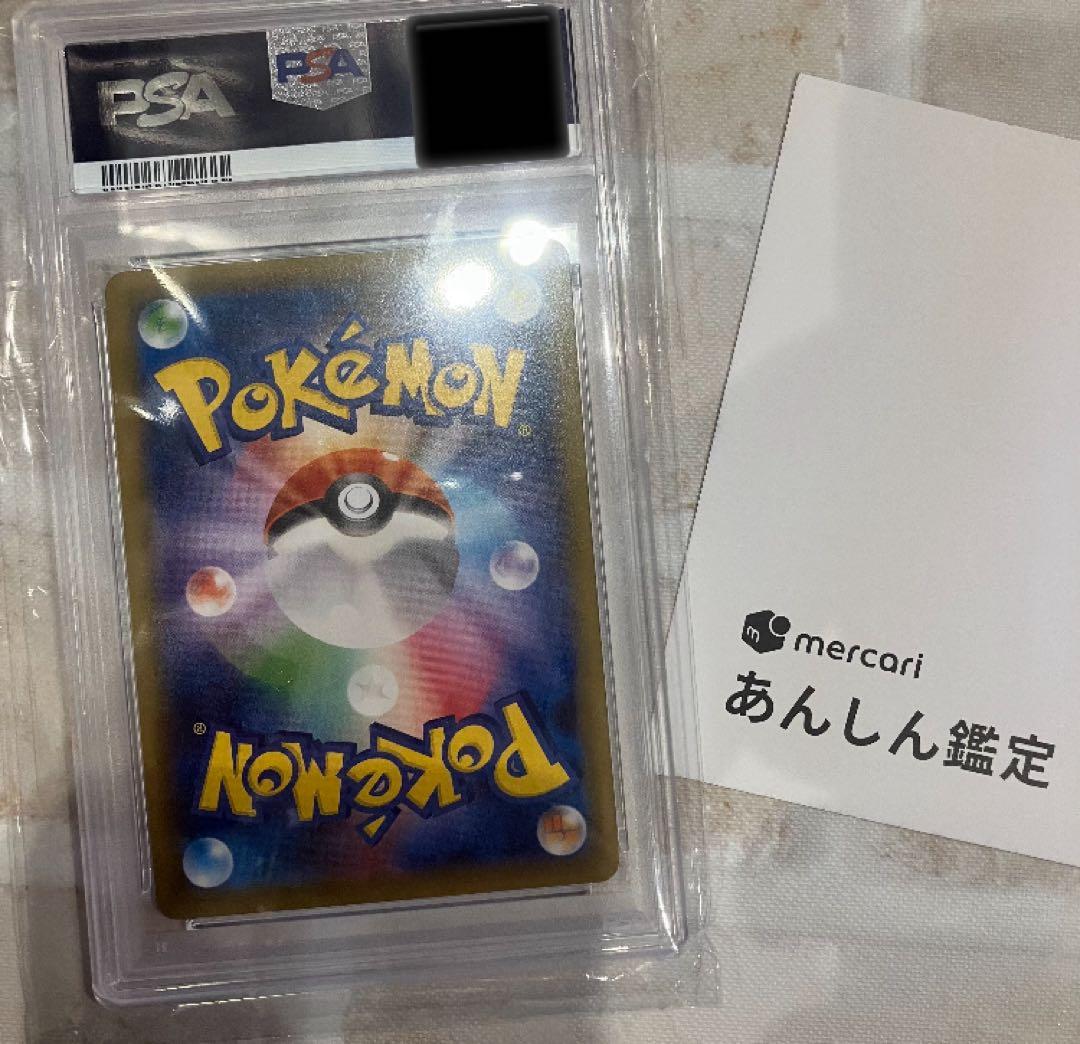 PSA
PSA
POKÉMON
®
POKÉMON
®
mercari
あんしん鑑定